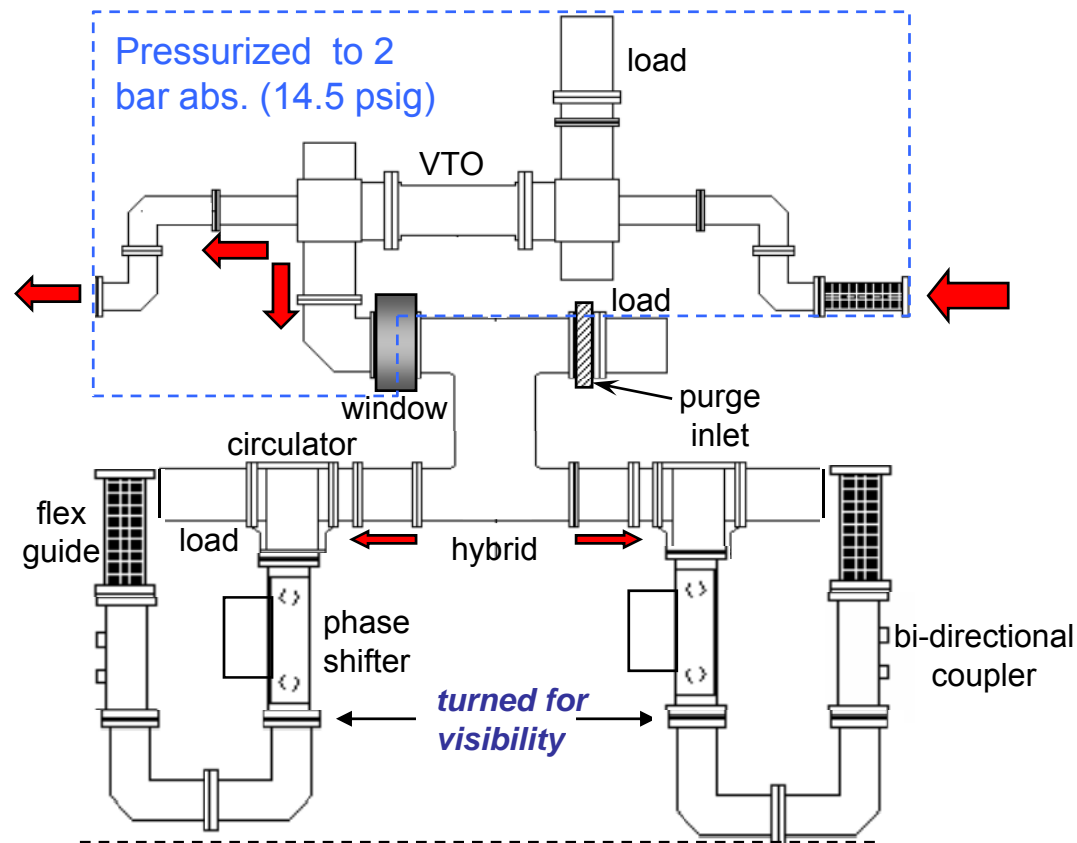 Pressurized to 2
bar abs. (14.5 psig)
load
VTO
load
window
purge
inlet
circulator
flex
guide
load
hybrid
phase
shifter
bi-directional
coupler
turned for
visibility